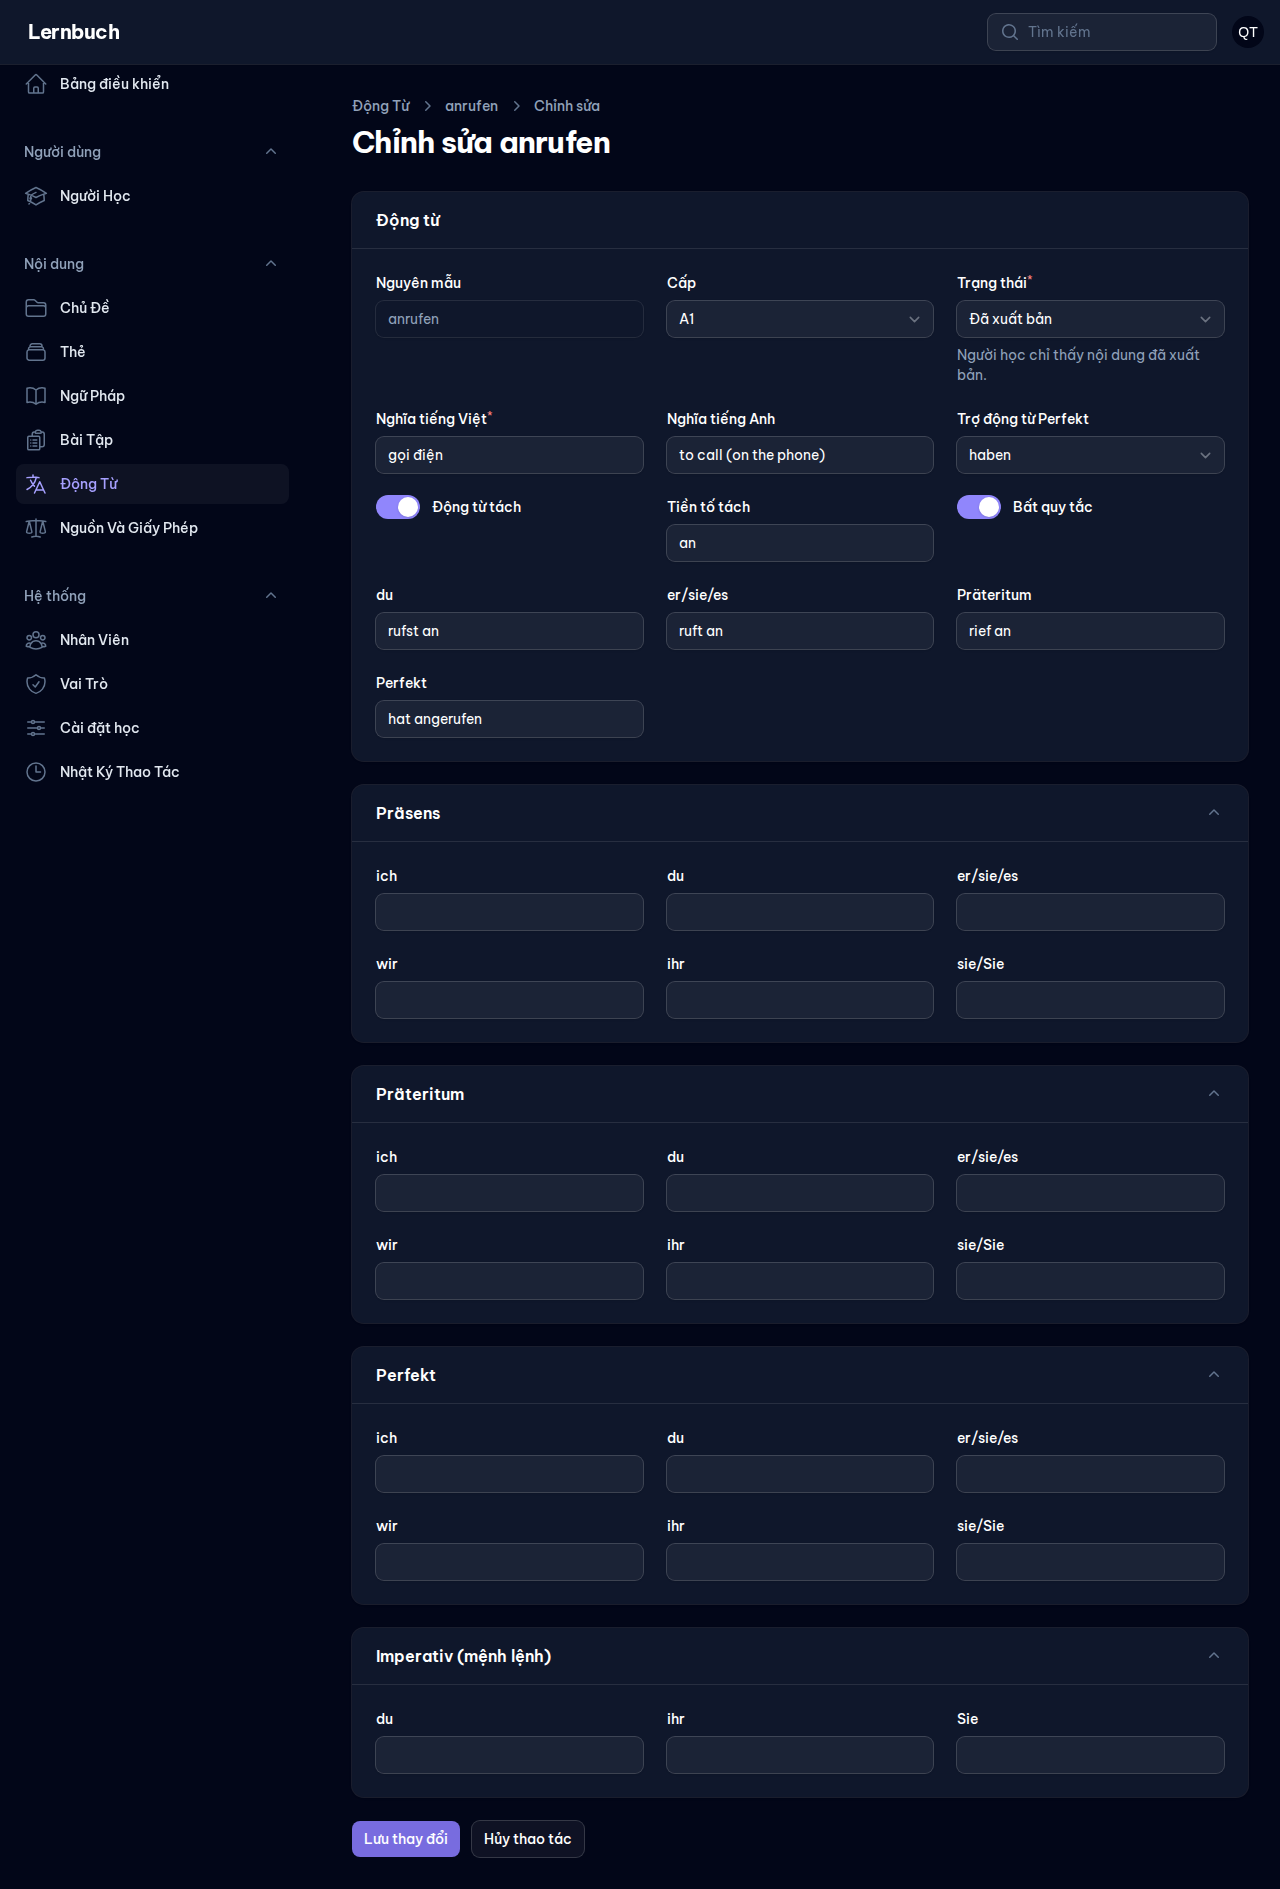 Lernbuch
Tìm kiếm
QT
Bảng điều khiển
Người dùng
Người Học
Nội dung
Chủ Đề
Thẻ
Ngữ Pháp
Bài Tập
Động Từ
Nguồn Và Giấy Phép
Hệ thống
Nhân Viên
Vai Trò
Cài đặt học
Nhật Ký Thao Tác
Động Từ > anrufen > Chỉnh sửa
Chỉnh sửa anrufen
Động từ
Nguyên mẫu Cấp Trạng thái*
anrufen A1 Đã xuất bản
Người học chỉ thấy nội dung đã xuất
bản.
Nghĩa tiếng Việt* Nghĩa tiếng Anh Trợ động từ Perfekt
gọi điện to call (on the phone) haben
Động từ tách Tiền tố tách Bất quy tắc
an
du er/sie/es Präteritum
rufst an ruft an rief an
Perfekt
hat angerufen
Präsens
ich du er/sie/es
wir ihr sie/Sie
Präteritum
ich du er/sie/es
wir ihr sie/Sie
Perfekt
ich du er/sie/es
wir ihr sie/Sie
Imperativ (mệnh lệnh)
du ihr Sie
Lưu thay đổi Hủy thao tác